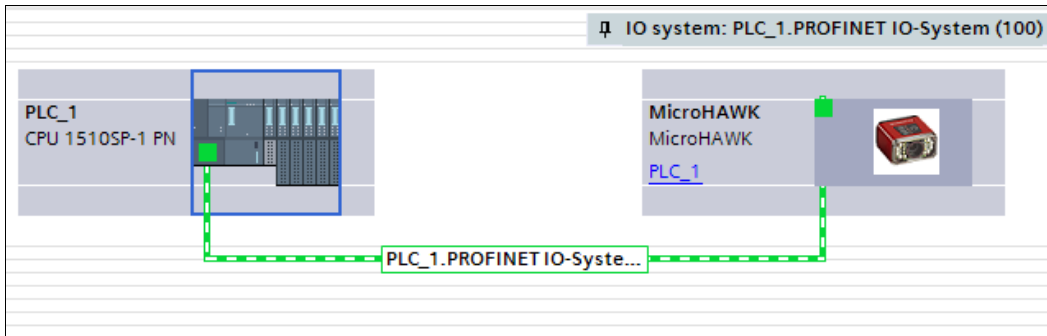 IO system: PLC_1.PROFINET IO-System (100)
PLC_1
CPU 1510SP-1 PN
MicroHAWK
MicroHAWK
PLC_1
PLC_1.PROFINET IO-Syste...